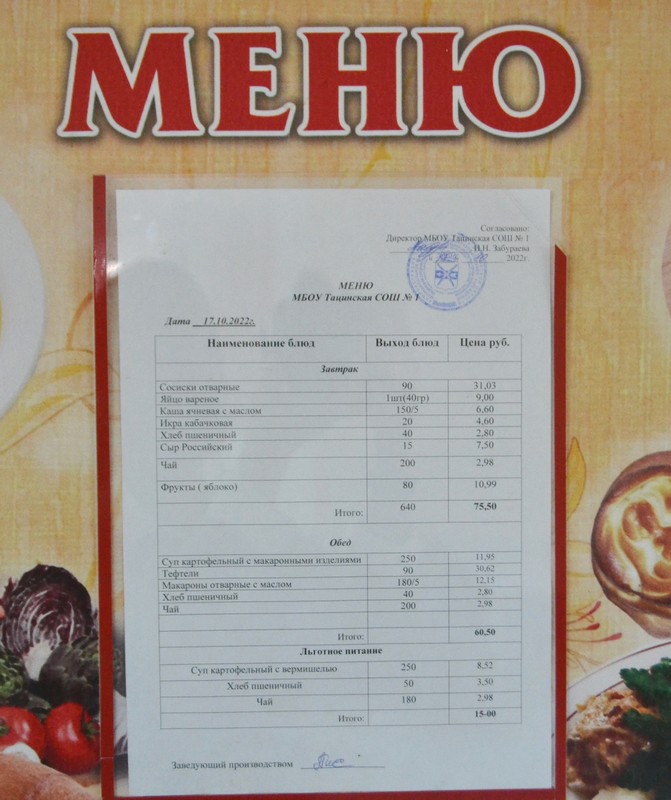 МЕНЮ
Согласовано:
Директор МБОУ Тацинская СОШ № 1
И.Н. Забураева
2022г.
МЕНЮ
МБОУ Тацинская СОШ № 1
Дата 17.10.2022г.
Наименование блюд Выход блюд Цена руб.
Завтрак
Сосиски отварные 90 31,03
Яйцо вареное 1шт(40гр) 9,00
Каша ячневая с маслом 150/5 6,60
Икра кабачковая 20 4,60
Хлеб пшеничный 40 2,80
Сыр Российский 15 7,50
Чай 200 2,98
Фрукты ( яблоко) 80 10,99
Итого: 640 75,50
Обед
Суп картофельный с макаронными изделиями 250 11,95
Тефтели 90 30,62
Макароны отварные с маслом 180/5 12,15
Хлеб пшеничный 40 2,80
Чай 200 2,98
Итого: 60,50
Льготное питание
Суп картофельный с вермишелью 250 8,52
Хлеб пшеничный 50 3,50
Чай 180 2,98
Итого: 15-00
Заведующий производством